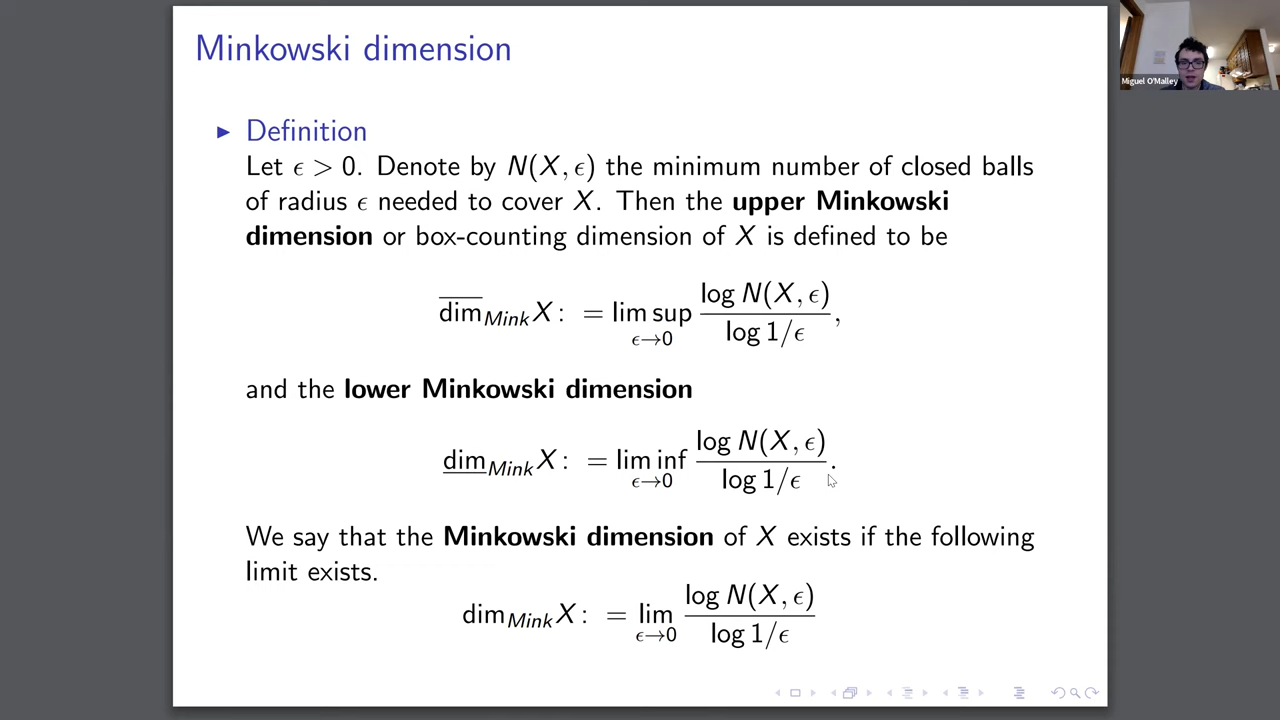 Minkowski dimension
Miguel O'Malley
▶ Definition
Let ϵ > 0. Denote by N(X, ϵ) the minimum number of closed balls
of radius ϵ needed to cover X. Then the upper Minkowski
dimension or box-counting dimension of X is defined to be
$\overline{\dim}_{Mink} X : = \limsup_{\epsilon \to 0} \frac{\log N(X, \epsilon)}{\log 1/\epsilon},$
and the lower Minkowski dimension
$\underline{\dim}_{Mink} X : = \liminf_{\epsilon \to 0} \frac{\log N(X, \epsilon)}{\log 1/\epsilon}.$
We say that the Minkowski dimension of X exists if the following
limit exists.
$\dim_{Mink} X : = \lim_{\epsilon \to 0} \frac{\log N(X, \epsilon)}{\log 1/\epsilon}$